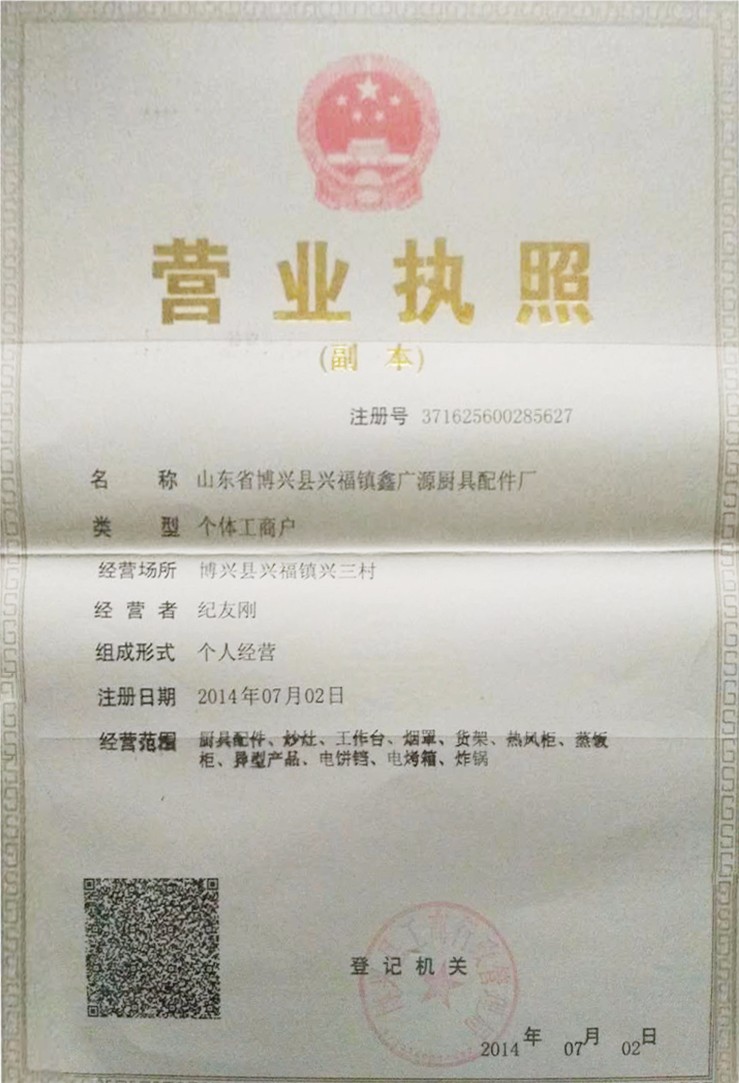 营业执照
(副 本)
注册号 371625600285627
名 称 山东省博兴县兴福镇鑫广源厨具配件厂
类 型 个体工商户
经营场所 博兴县兴福镇兴三村
经 营 者 纪友刚
组成形式 个人经营
注册日期 2014年07月02日
经营范围 厨具配件、炒灶、工作台、烟罩、货架、热风柜、蒸饭
柜、异型产品、电饼铛、电烤箱、炸锅
登记机关
2014 年 07 月 02 日